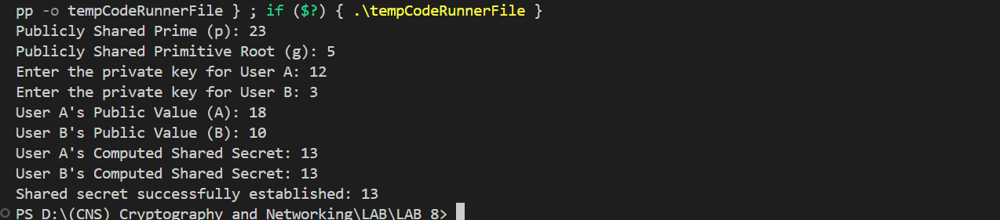 pp -o tempCodeRunnerFile } ; if ($?) { .\tempCodeRunnerFile }
Publicly Shared Prime (p): 23
Publicly Shared Primitive Root (g): 5
Enter the private key for User A: 12
Enter the private key for User B: 3
User A's Public Value (A): 18
User B's Public Value (B): 10
User A's Computed Shared Secret: 13
User B's Computed Shared Secret: 13
Shared secret successfully established: 13
PS D:\(CNS) Cryptography and Networking\LAB\LAB 8>